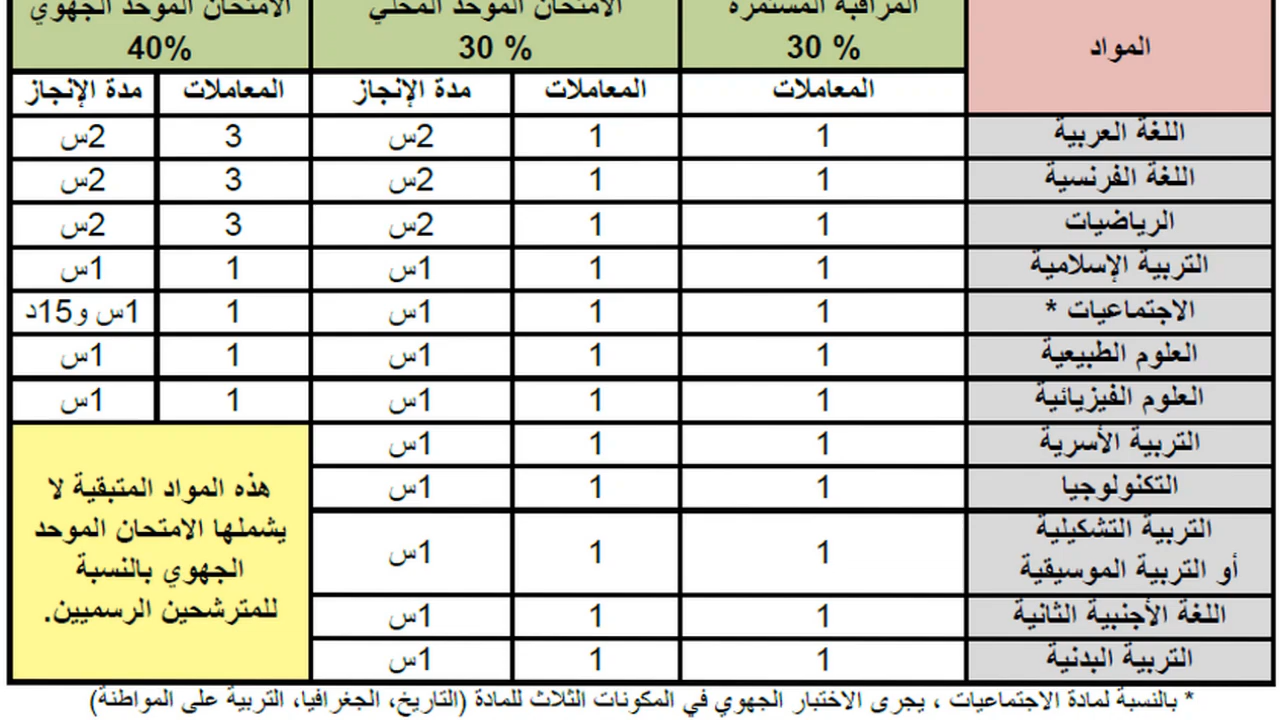 المواد المراقبة المستمرة الامتحان الموحد المحلي الامتحان الموحد الجهوي
30 % 30 % 40%
المعاملات المعاملات مدة الإنجاز المعاملات مدة الإنجاز
اللغة العربية 1 1 2س 3 2س
اللغة الفرنسية 1 1 2س 3 2س
الرياضيات 1 1 2س 3 2س
التربية الإسلامية 1 1 1س 1 1س
الاجتماعيات * 1 1 1س 1 1س و15د
العلوم الطبيعية 1 1 1س 1 1س
العلوم الفيزيائية 1 1 1س 1 1س
التربية الأسرية 1 1 1س
التكنولوجيا 1 1 1س
التربية التشكيلية
أو التربية الموسيقية 1 1 1س
اللغة الأجنبية الثانية 1 1 1س
التربية البدنية 1 1 1س
هذه المواد المتبقية لا
يشملها الامتحان الموحد
الجهوي بالنسبة
للمترشحين الرسميين.
* بالنسبة لمادة الاجتماعيات ، يجرى الاختبار الجهوي في المكونات الثلاث للمادة (التاريخ، الجغرافيا، التربية على المواطنة)